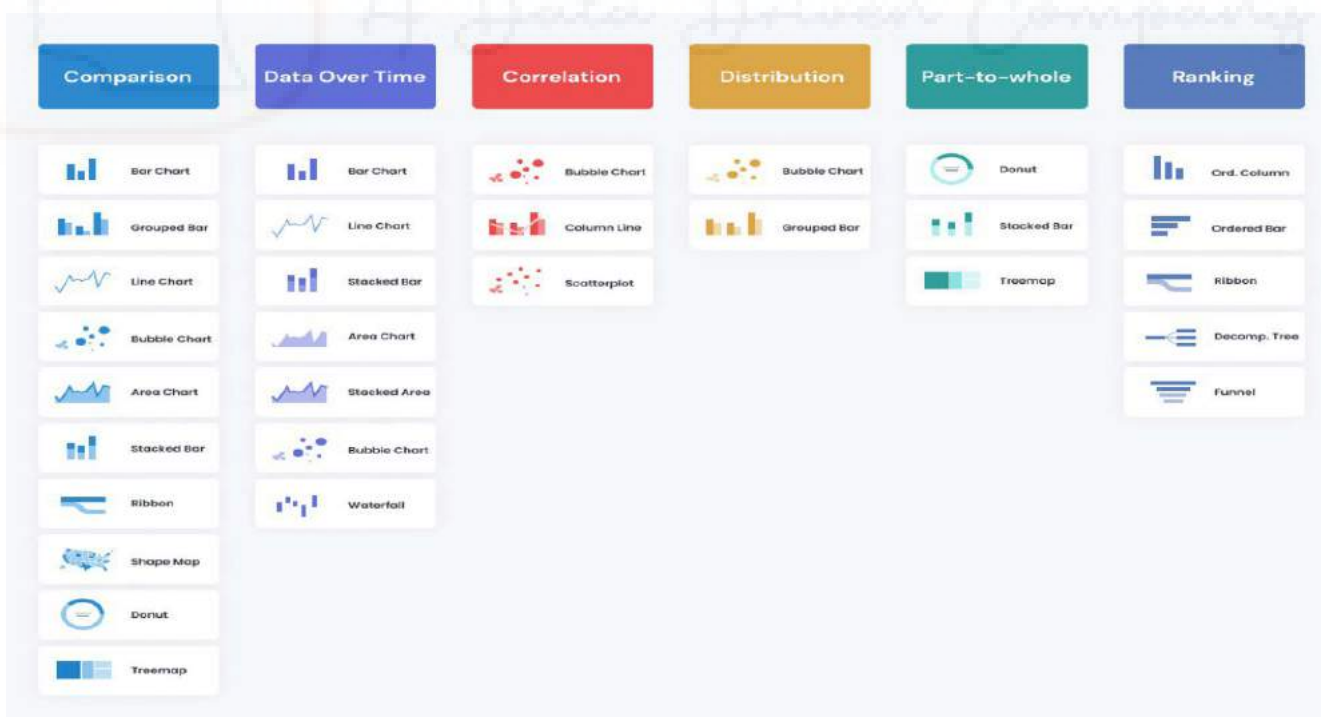 A Data Driven Company
Comparison
Bar Chart
Grouped Bar
Line Chart
Bubble Chart
Area Chart
Stacked Bar
Ribbon
Shape Map
Donut
Treemap
Data Over Time
Bar Chart
Line Chart
Stacked Bar
Area Chart
Stacked Area
Bubble Chart
Waterfall
Correlation
Bubble Chart
Column Line
Scatterplot
Distribution
Bubble Chart
Grouped Bar
Part-to-whole
Donut
Stacked Bar
Treemap
Ranking
Ord. Column
Ordered Bar
Ribbon
Decomp. Tree
Funnel